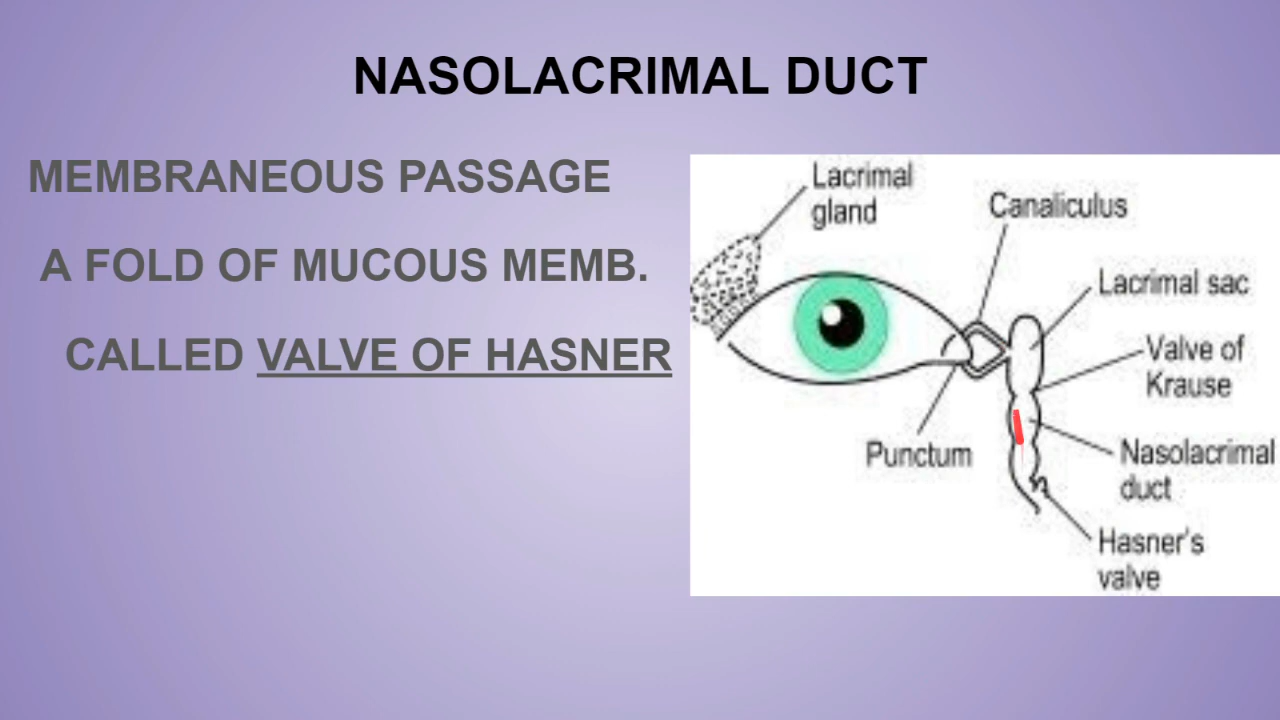 NASOLACRIMAL DUCT
MEMBRANEOUS PASSAGE
A FOLD OF MUCOUS MEMB.
CALLED VALVE OF HASNER
Lacrimal
gland
Canaliculus
Lacrimal sac
Valve of
Krause
Punctum
Nasolacrimal
duct
Hasner's
valve